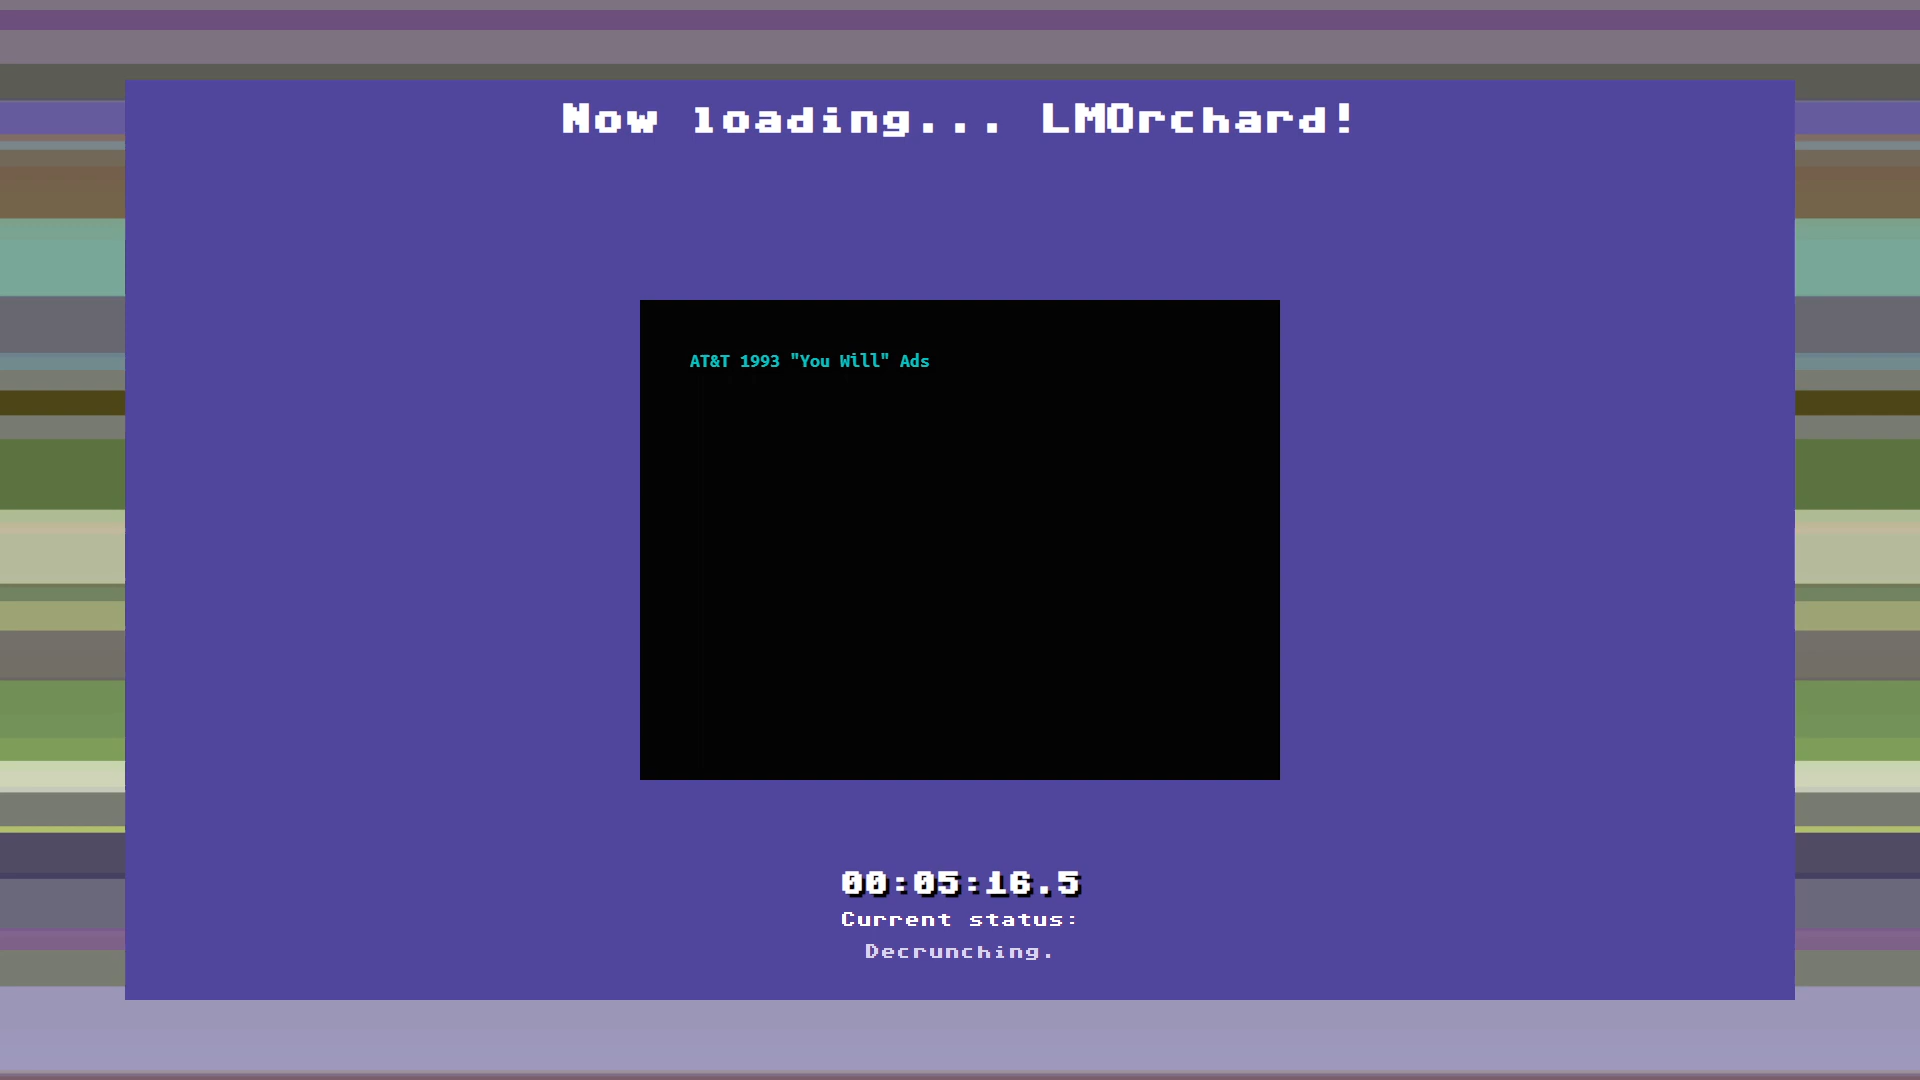 Now loading... LMOrchard!
AT&T 1993 "You Will" Ads
00:05:16.5
Current status:
Decrunching.